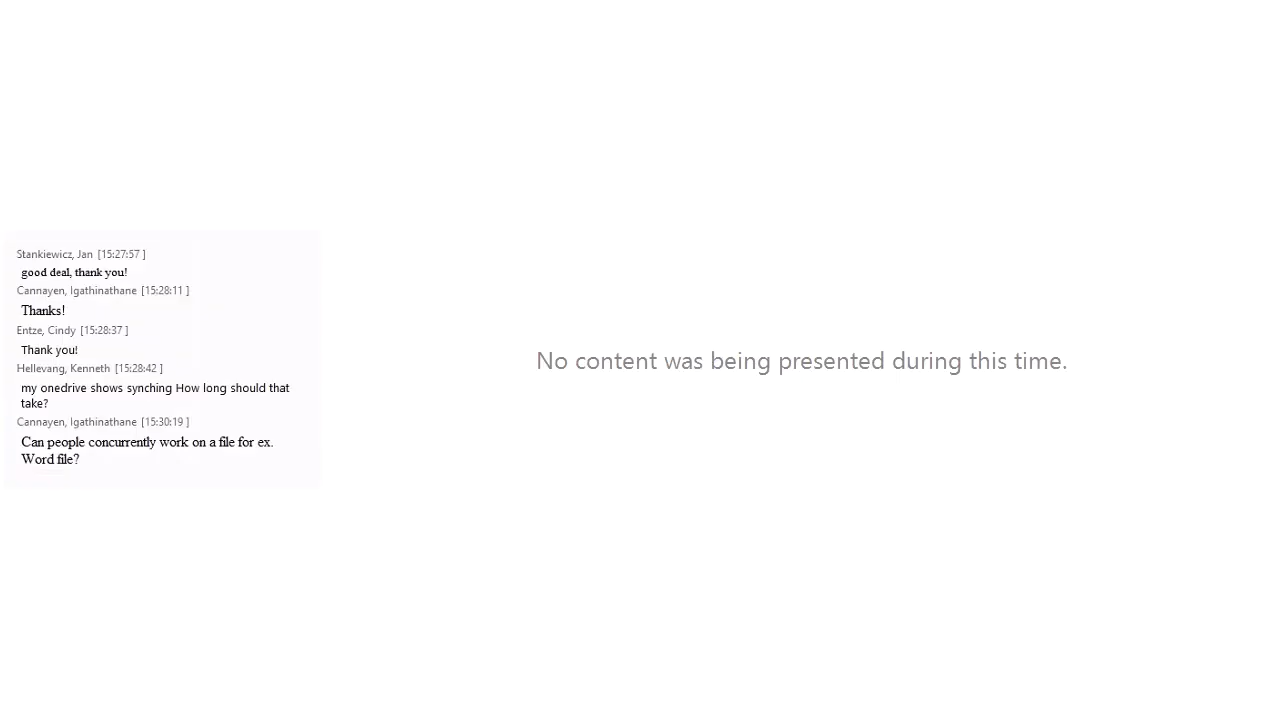 Stankiewicz, Jan [15:27:57 ]
good deal, thank you!
Cannayen, Igathinathane [15:28:11 ]
Thanks!
Entze, Cindy [15:28:37 ]
Thank you!
Hellevang, Kenneth [15:28:42 ]
my onedrive shows synching How long should that
take?
Cannayen, Igathinathane [15:30:19 ]
Can people concurrently work on a file for ex.
Word file?
No content was being presented during this time.